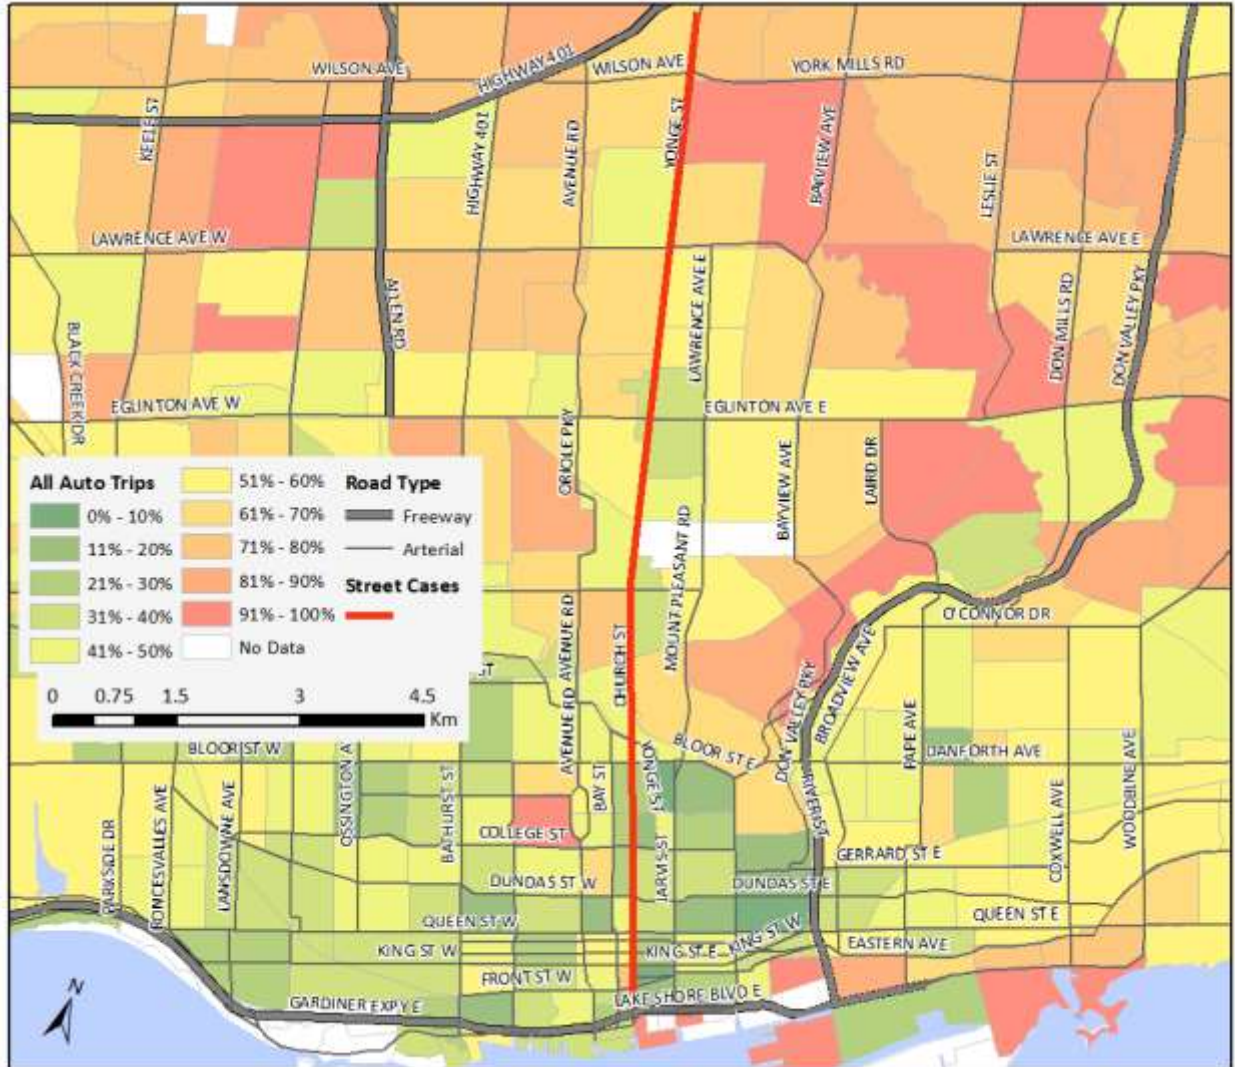 WILSON AVE
HIGHWAY 401
WILSON AVE
YORK MILLS RD
KEELE ST
HIGHWAY 401
AVENUE RD
YONGE ST
BAYVIEW AVE
LESLIE ST
LAWRENCE AVE W
LAWRENCE AVE E
ALLEN RD
LAWRENCE AVE E
DON MILLS RD
DON VALLEY PKY
BLACK CREEK DR
EGLINTON AVE W
EGLINTON AVE E
ORIOLE PKY
BAYVIEW AVE
LAIRD DR
MOUNT PLEASANT RD
All Auto Trips
0% - 10%
11% - 20%
21% - 30%
31% - 40%
41% - 50%
51% - 60%
61% - 70%
71% - 80%
81% - 90%
91% - 100%
No Data
Road Type
Freeway
Arterial
Street Cases
0 0.75 1.5 3 4.5
Km
ST
AVENUE RD
AVENUE RD
CHURCH ST
O'CONNOR DR
DON VALLEY PKY
BROADVIEW AVE
PAPE AVE
DANFORTH AVE
BLOOR ST W
BLOOR ST E
OSSINGTON A
BATHURST ST
BAY ST
YONGE ST
JARVIS ST
RIVER ST
COXWELL AVE
WOODBINE AVE
PARKSIDE DR
RONCESVALLES AVE
LANSDOWNE AVE
COLLEGE ST
GERRARD ST E
DUNDAS ST W
DUNDAS ST E
QUEEN ST W
QUEEN ST E
KING ST W
KING ST E
KING ST W
EASTERN AVE
FRONT ST W
GARDINER EXPY E
LAKE SHORE BLVD E
N